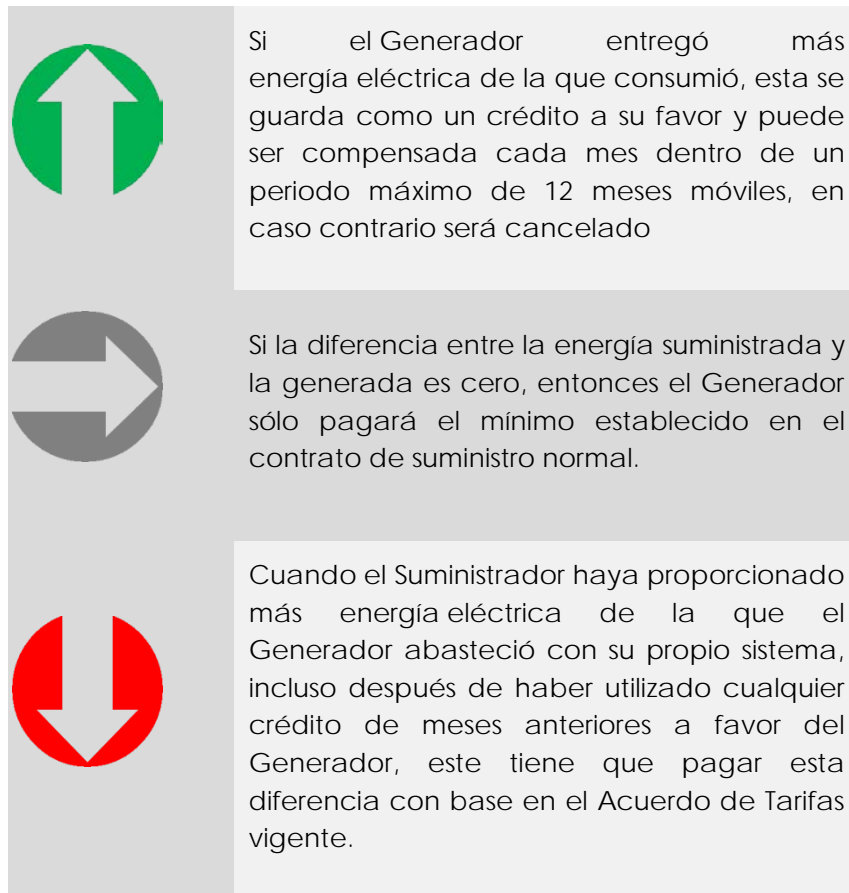 Si el Generador entregó más
energía eléctrica de la que consumió, esta se
guarda como un crédito a su favor y puede
ser compensada cada mes dentro de un
periodo máximo de 12 meses móviles, en
caso contrario será cancelado
Si la diferencia entre la energía suministrada y
la generada es cero, entonces el Generador
sólo pagará el mínimo establecido en el
contrato de suministro normal.
Cuando el Suministrador haya proporcionado
más energía eléctrica de la que el
Generador abasteció con su propio sistema,
incluso después de haber utilizado cualquier
crédito de meses anteriores a favor del
Generador, este tiene que pagar esta
diferencia con base en el Acuerdo de Tarifas
vigente.